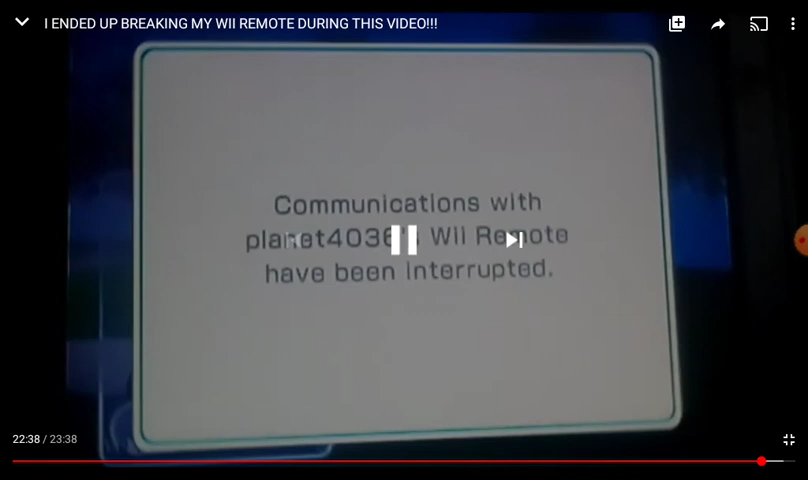 I ENDED UP BREAKING MY WII REMOTE DURING THIS VIDEO!!!
Communications with
planet4036's Wii Remote
have been interrupted.
22:38 / 23:38